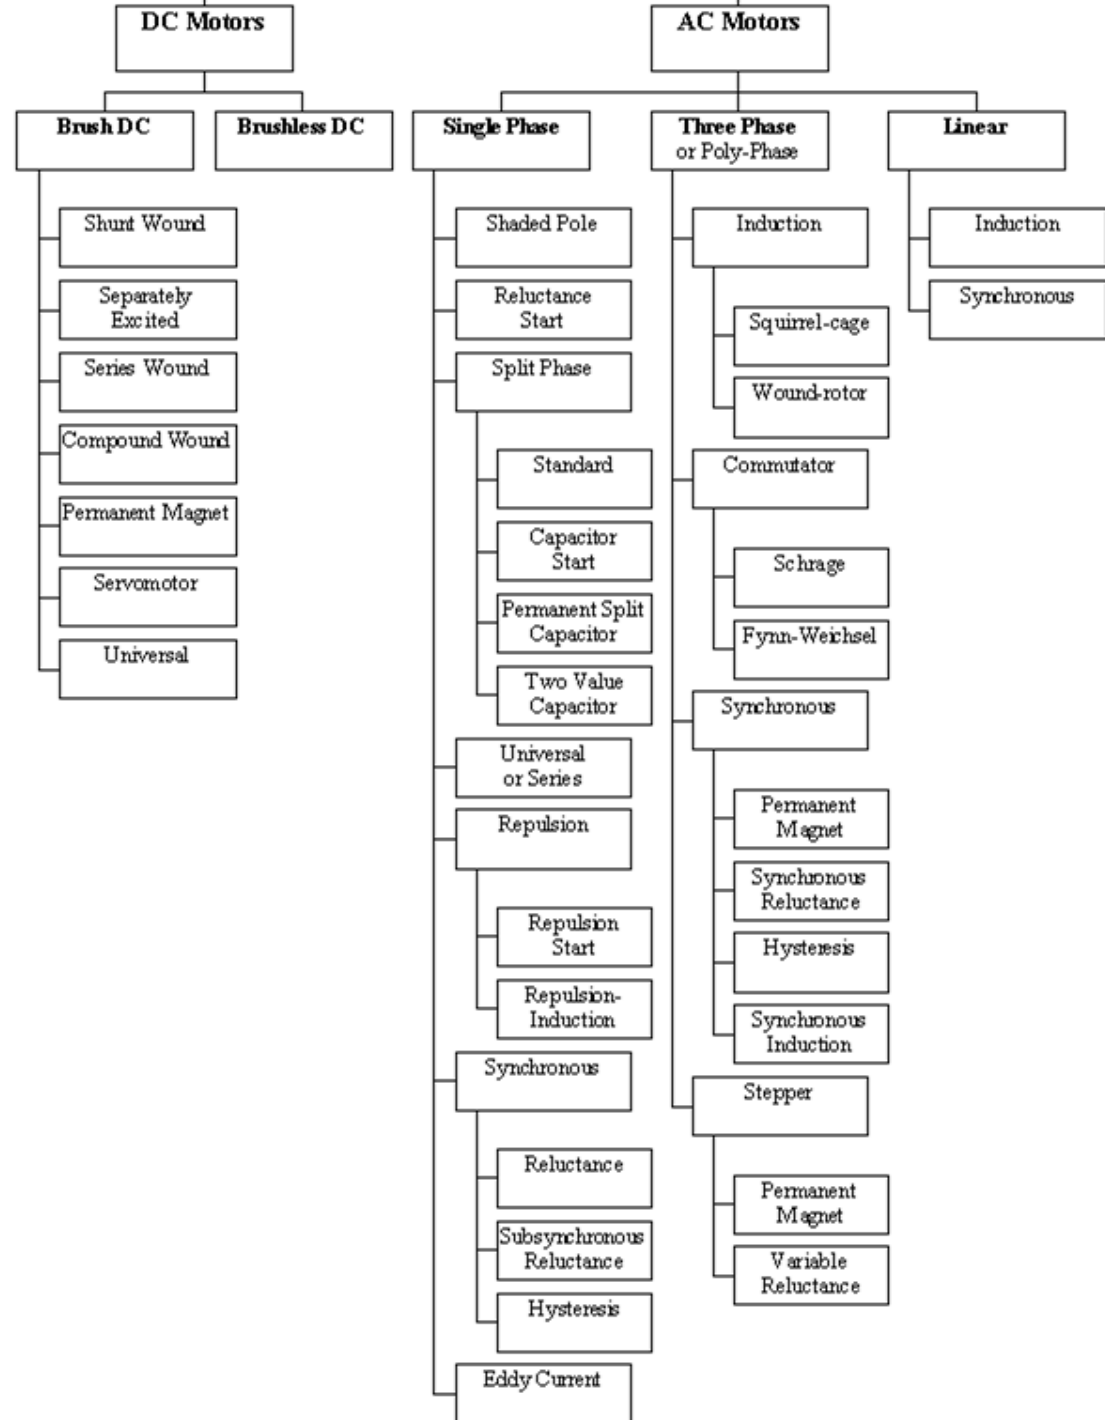 DC Motors
AC Motors
Brush DC
Brushless DC
Single Phase
Three Phase
or Poly-Phase
Linear
Shunt Wound
Separately
Excited
Series Wound
Compound Wound
Permanent Magnet
Servomotor
Universal
Shaded Pole
Reluctance
Start
Split Phase
Standard
Capacitor
Start
Permanent Split
Capacitor
Two Value
Capacitor
Universal
or Series
Repulsion
Repulsion
Start
Repulsion-
Induction
Synchronous
Reluctance
Subsynchronous
Reluctance
Hysteresis
Eddy Current
Induction
Squirrel-cage
Wound-rotor
Commutator
Schrage
Fynn-Weichsel
Synchronous
Permanent
Magnet
Synchronous
Reluctance
Hysteresis
Synchronous
Induction
Stepper
Permanent
Magnet
Variable
Reluctance
Induction
Synchronous